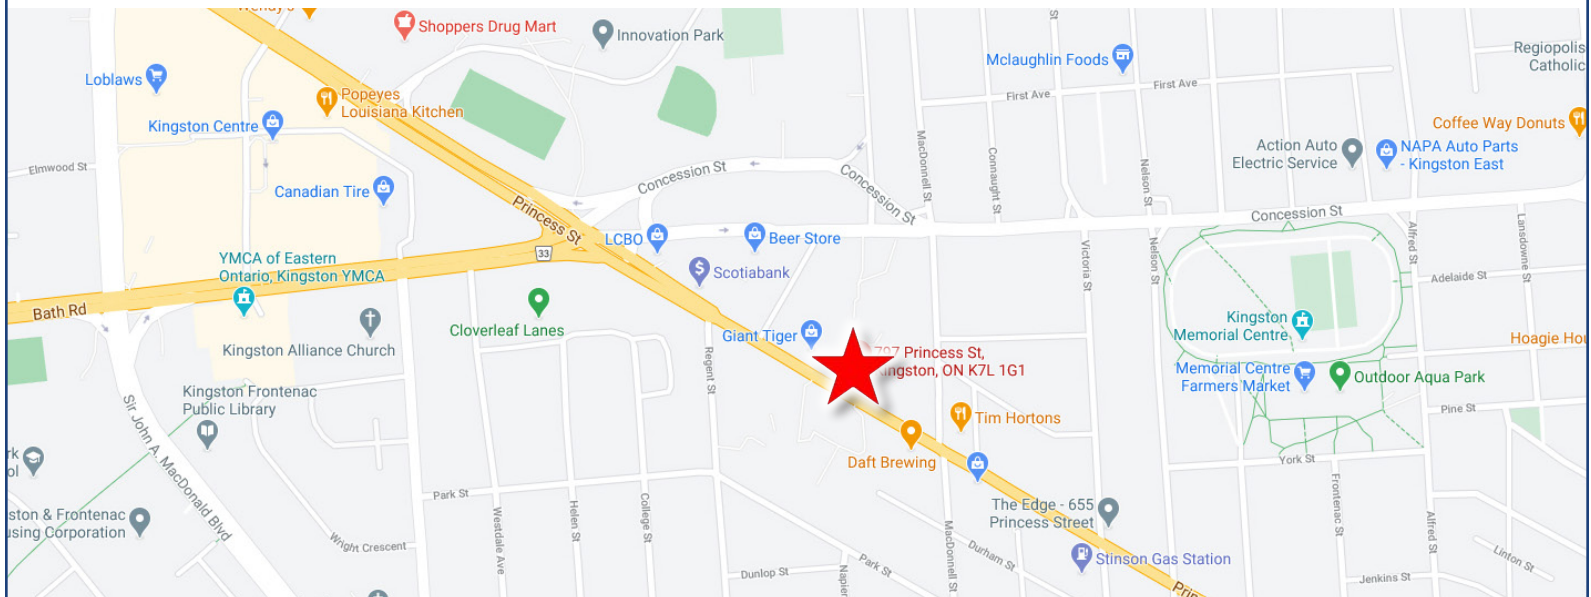 Wendy's
Shoppers Drug Mart
Innovation Park
St
Mclaughlin Foods
Regiopolis
Catholic
Loblaws
Popeyes
Louisiana Kitchen
First Ave
First Ave
Kingston Centre
Coffee Way Donuts
Action Auto
Electric Service
NAPA Auto Parts
- Kingston East
Elmwood St
MacDonnell St
Connaught St
Nelson St
Concession St
Concession St
Canadian Tire
Princess St
Concession St
Alfred St
Lansdowne St
LCBO
Beer Store
33
YMCA of Eastern
Ontario, Kingston YMCA
Scotiabank
Victoria St
Nelson St
Adelaide St
Bath Rd
Cloverleaf Lanes
Kingston
Memorial Centre
Giant Tiger
Hoagie Hou
Kingston Alliance Church
Regent St
Princess St,
ingston, ON K7L 1G1
Memorial Centre
Farmers Market
Outdoor Aqua Park
Kingston Frontenac
Public Library
Sir John A. MacDonald Blvd
Tim Hortons
Pine St
rk
ol
Daft Brewing
York St
Park St
Westdale Ave
Helen St
College St
The Edge - 655
Princess Street
Frontenac St
Alfred St
ston & Frontenac
using Corporation
Wright Crescent
MacDonnell St
Durham St
Stinson Gas Station
Linton St
Dunlop St
Napier
Park St
Jenkins St
Prin